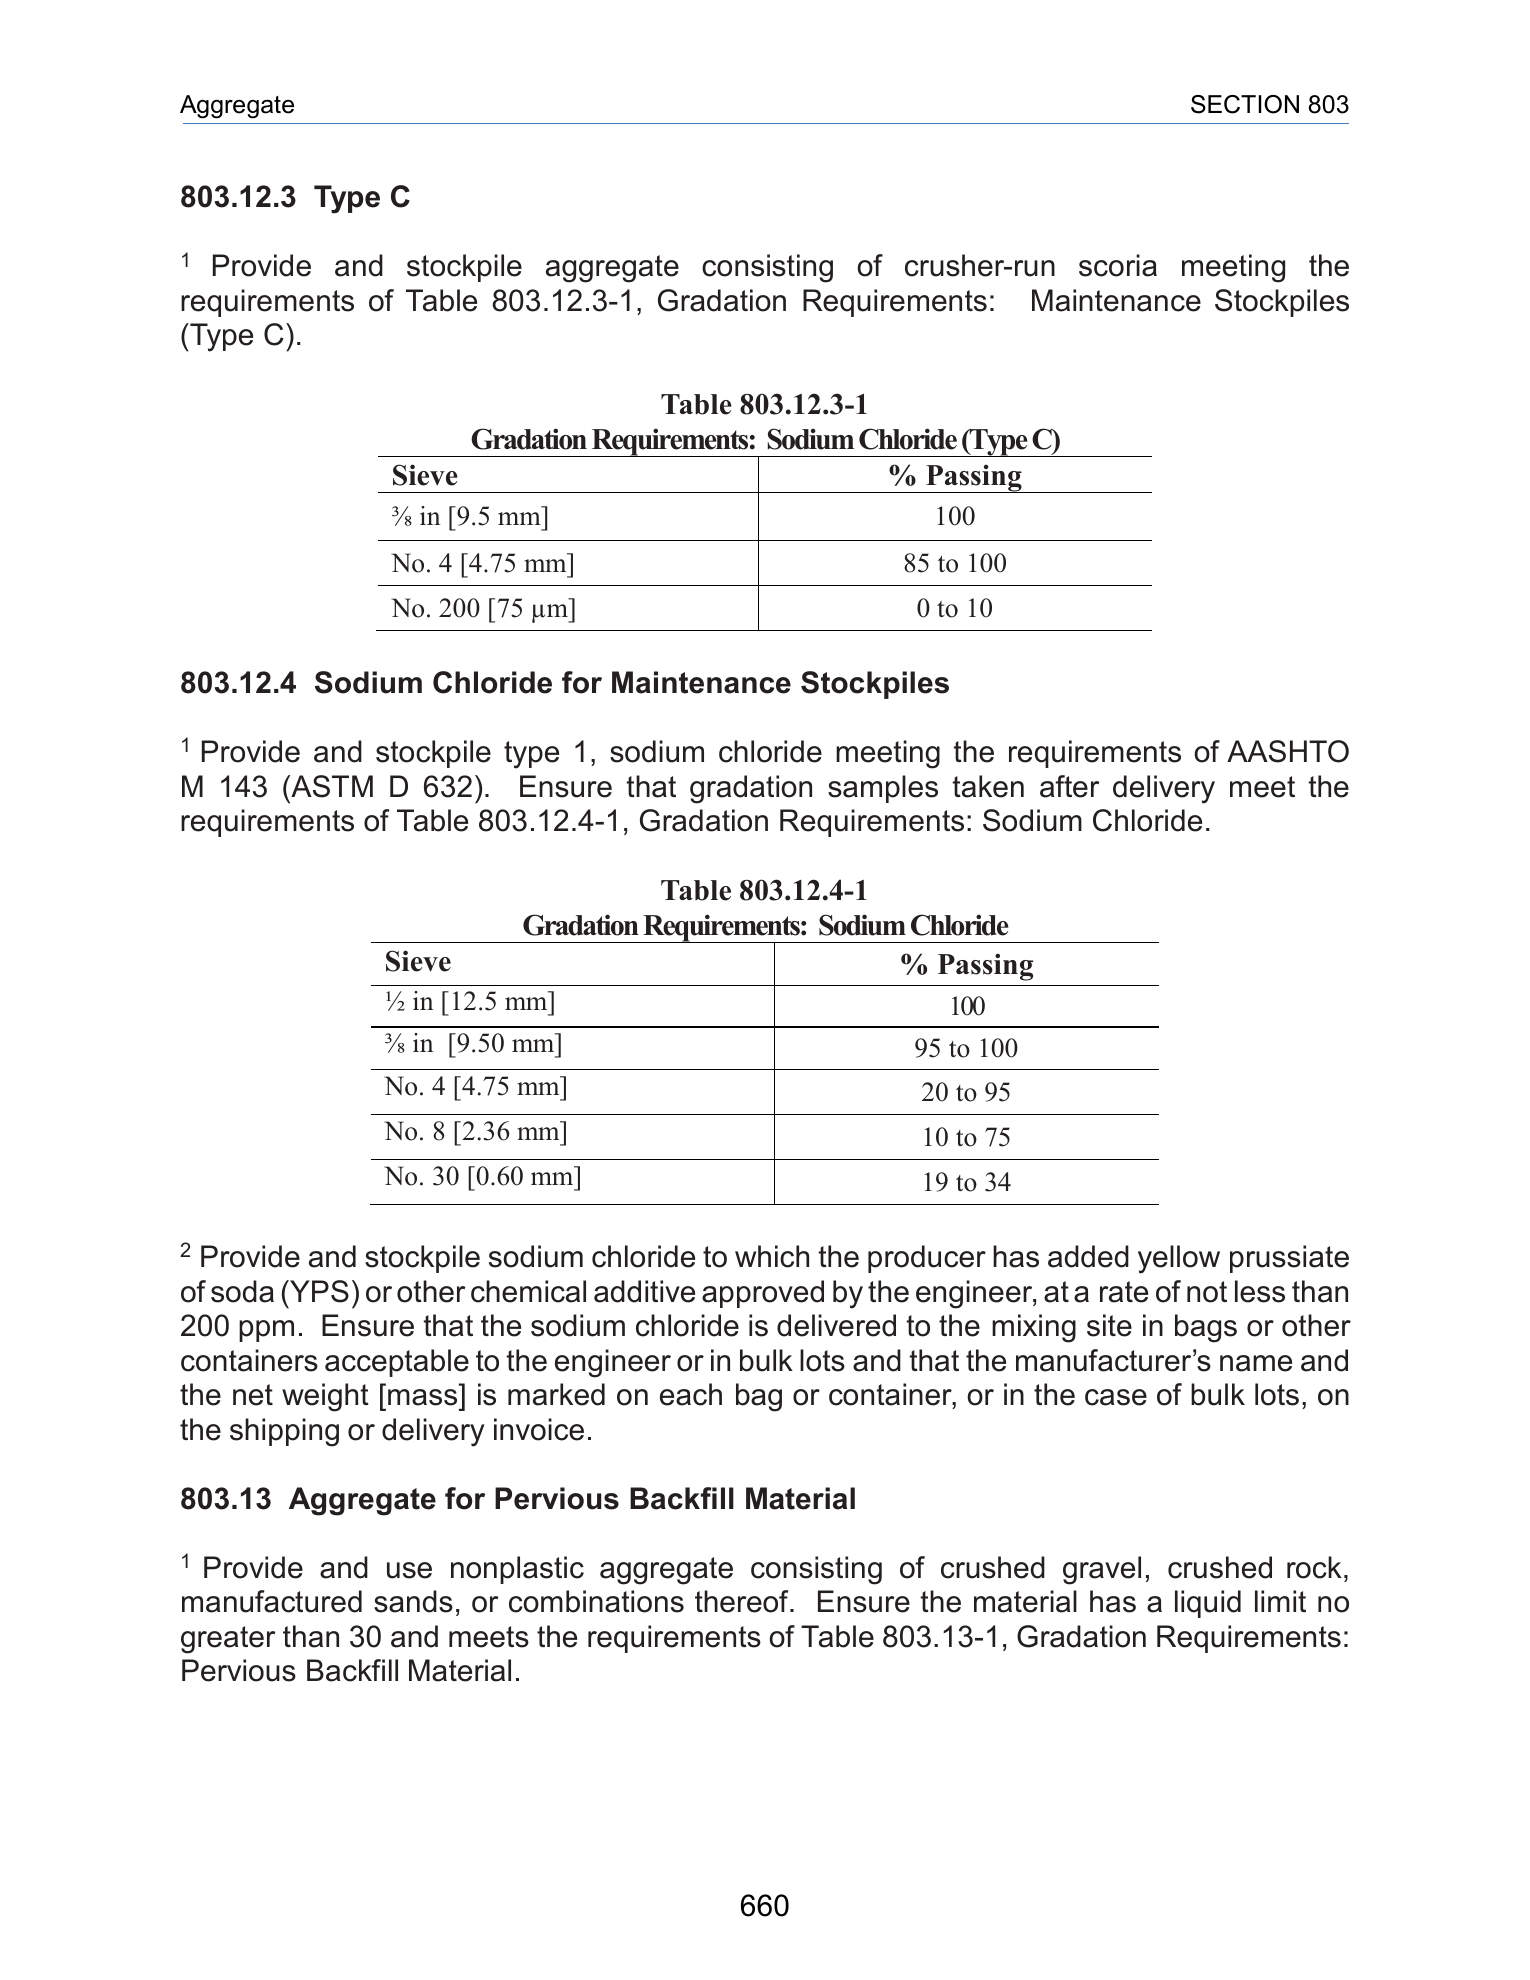 Aggregate SECTION 803
803.12.3 Type C
1 Provide and stockpile aggregate consisting of crusher-run scoria meeting the
requirements of Table 803.12.3-1, Gradation Requirements: Maintenance Stockpiles
(Type C).
Table 803.12.3-1
Gradation Requirements: Sodium Chloride (Type C)
Sieve % Passing
⅜ in [9.5 mm] 100
No. 4 [4.75 mm] 85 to 100
No. 200 [75 µm] 0 to 10
803.12.4 Sodium Chloride for Maintenance Stockpiles
1 Provide and stockpile type 1, sodium chloride meeting the requirements of AASHTO
M 143 (ASTM D 632). Ensure that gradation samples taken after delivery meet the
requirements of Table 803.12.4-1, Gradation Requirements: Sodium Chloride.
Table 803.12.4-1
Gradation Requirements: Sodium Chloride
Sieve % Passing
½ in [12.5 mm] 100
⅜ in [9.50 mm] 95 to 100
No. 4 [4.75 mm] 20 to 95
No. 8 [2.36 mm] 10 to 75
No. 30 [0.60 mm] 19 to 34
2 Provide and stockpile sodium chloride to which the producer has added yellow prussiate
of soda (YPS) or other chemical additive approved by the engineer, at a rate of not less than
200 ppm. Ensure that the sodium chloride is delivered to the mixing site in bags or other
containers acceptable to the engineer or in bulk lots and that the manufacturer’s name and
the net weight [mass] is marked on each bag or container, or in the case of bulk lots, on
the shipping or delivery invoice.
803.13 Aggregate for Pervious Backfill Material
1 Provide and use nonplastic aggregate consisting of crushed gravel, crushed rock,
manufactured sands, or combinations thereof. Ensure the material has a liquid limit no
greater than 30 and meets the requirements of Table 803.13-1, Gradation Requirements:
Pervious Backfill Material.
660